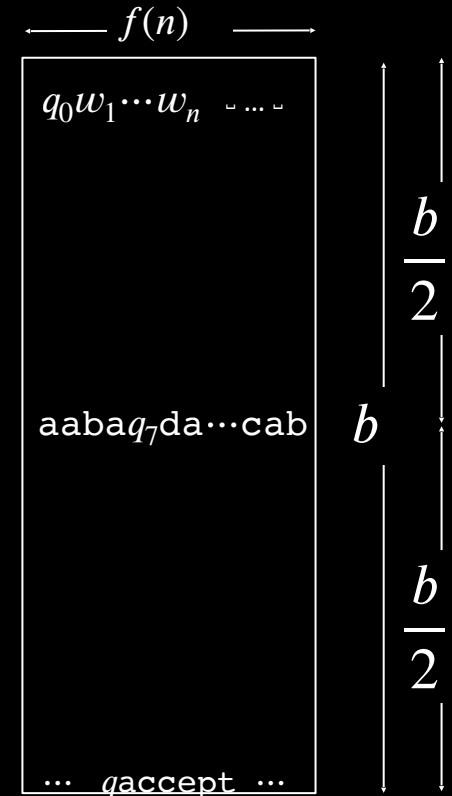 f(n)
q₀w₁⋯wₙ ␣ ... ␣
b/2
aabaq₇da⋯cab
b
b/2
⋯ qaccept ⋯